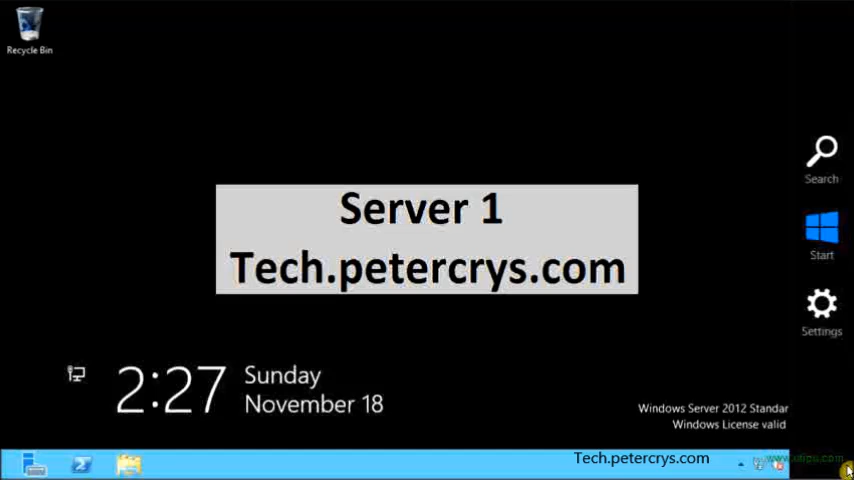 Recycle Bin
Search
Server 1
Tech.petercrys.com
Start
Settings
2:27
Sunday
November 18
Windows Server 2012 Standar
Windows License valid
Tech.petercrys.com